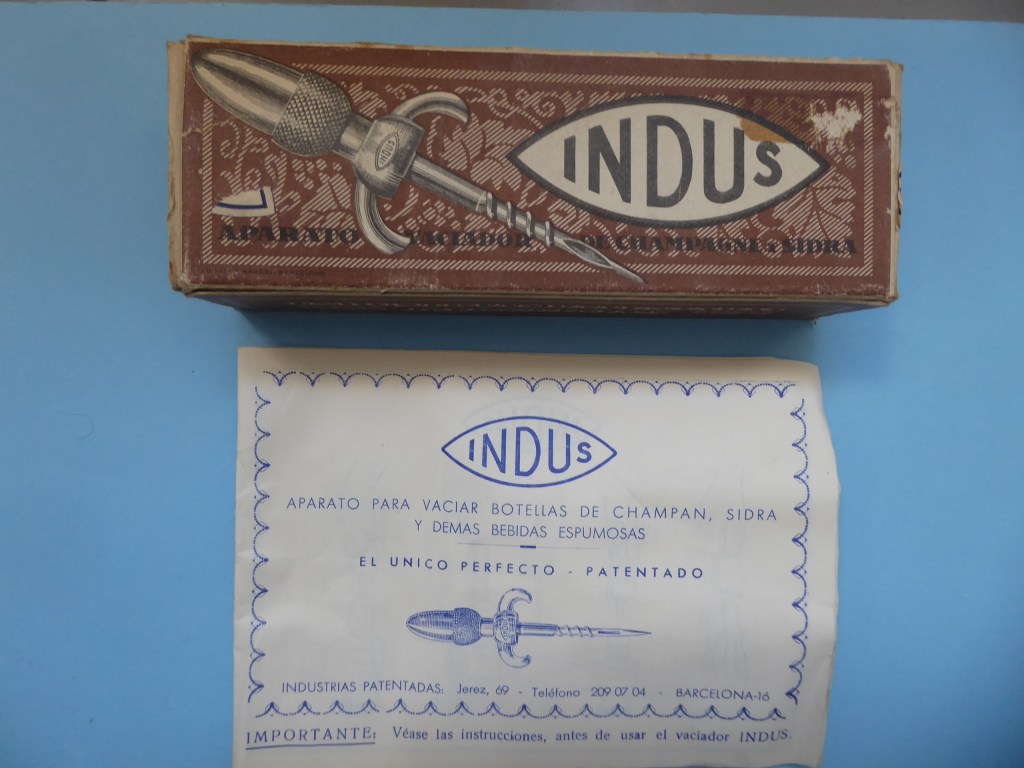 INDUS
INDUS
APARATO VACIADOR DE CHAMPAGNE y SIDRA
INDUS
APARATO PARA VACIAR BOTELLAS DE CHAMPAN, SIDRA
Y DEMAS BEBIDAS ESPUMOSAS
EL UNICO PERFECTO - PATENTADO
INDUSTRIAS PATENTADAS: Jerez, 69 - Teléfono 209 07 04 - BARCELONA-16
IMPORTANTE: Véase las instrucciones, antes de usar el vaciador INDUS.